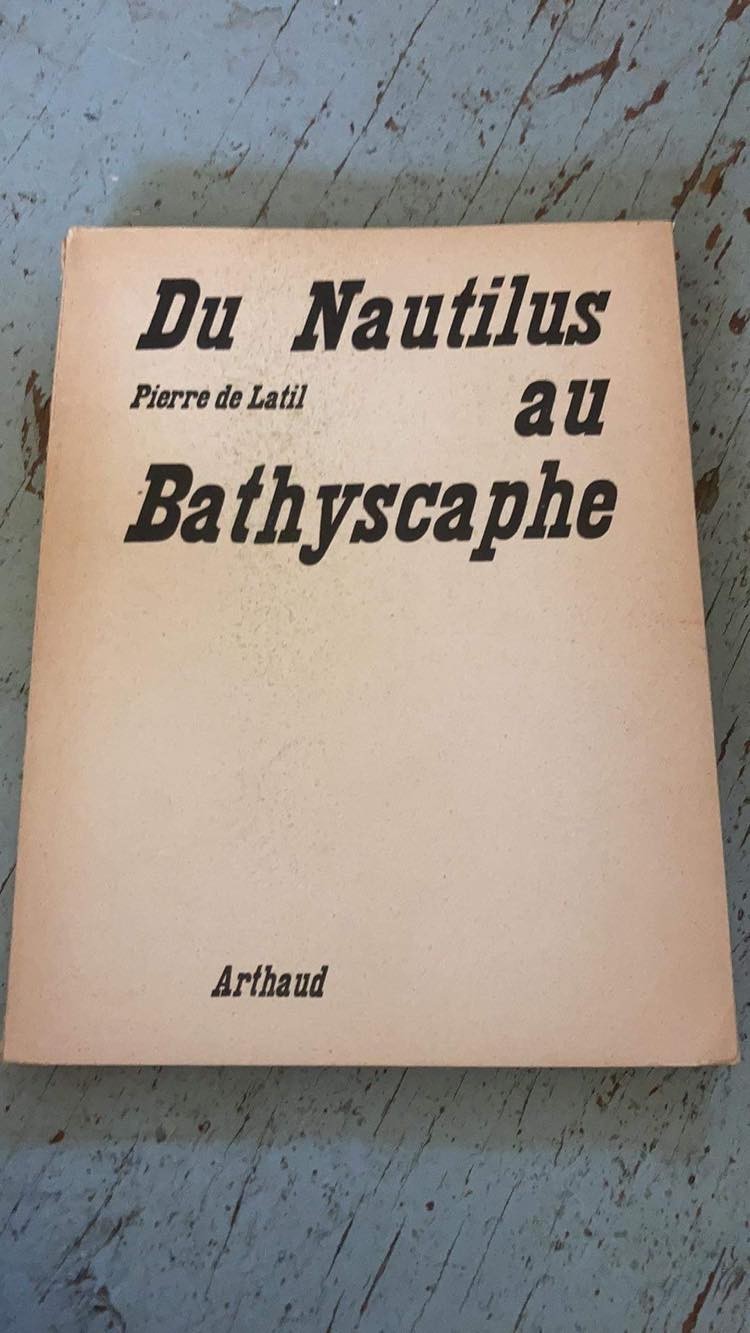 Du Nautilus
Pierre de Latil
au
Bathyscaphe
Arthaud